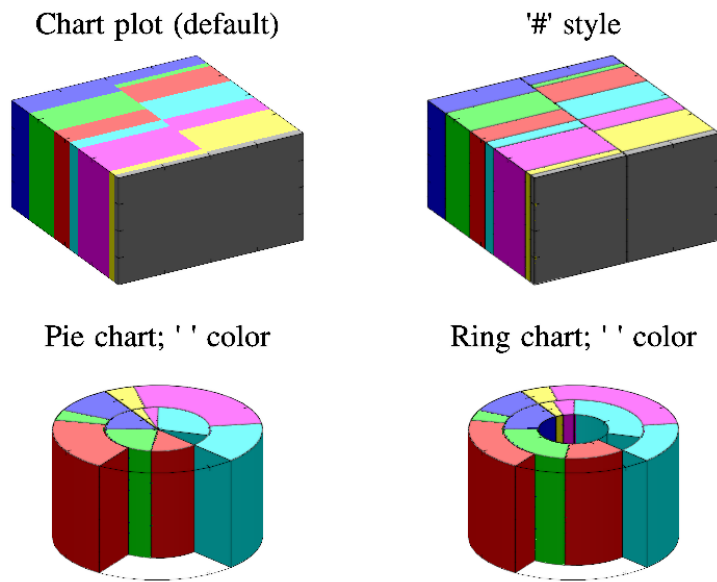 Chart plot (default)
'#' style
Pie chart; ' ' color
Ring chart; ' ' color